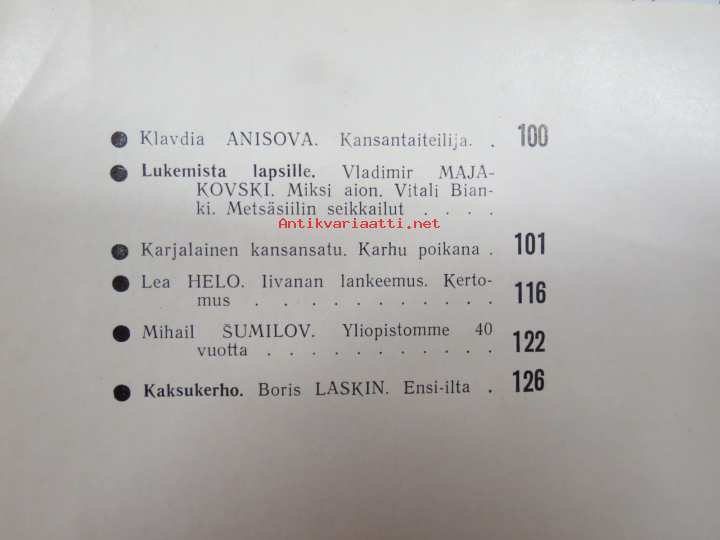 Klavdia ANISOVA. Kansantaiteilija. . 100
Lukemista lapsille. Vladimir MAJA-
KOVSKI. Miksi aion. Vitali Bian-
ki. Metsäsiilin seikkailut . . . .
Antikvariaatti.net
Karjalainen kansansatu. Karhu poikana . 101
Lea HELO. Iivanan lankeemus. Kerto-
mus . . . . . . . . . . 116
Mihail ŠUMILOV. Yliopistomme 40
vuotta . . . . . . . . . . 122
Kaksukerho. Boris LASKIN. Ensi-ilta . 126